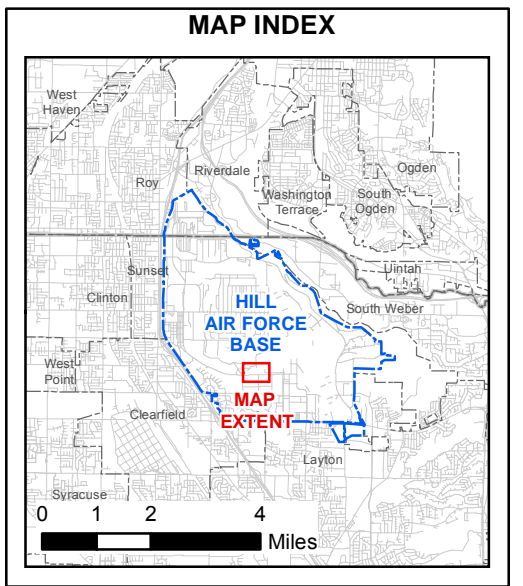 MAP INDEX
West
Haven
Riverdale
Roy
Ogden
Washington
Terrace
South
Ogden
Sunset
Uintah
Clinton
South Weber
HILL
AIR FORCE
BASE
West
Point
MAP
EXTENT
Clearfield
Layton
Syracuse
0 1 2 4
Miles